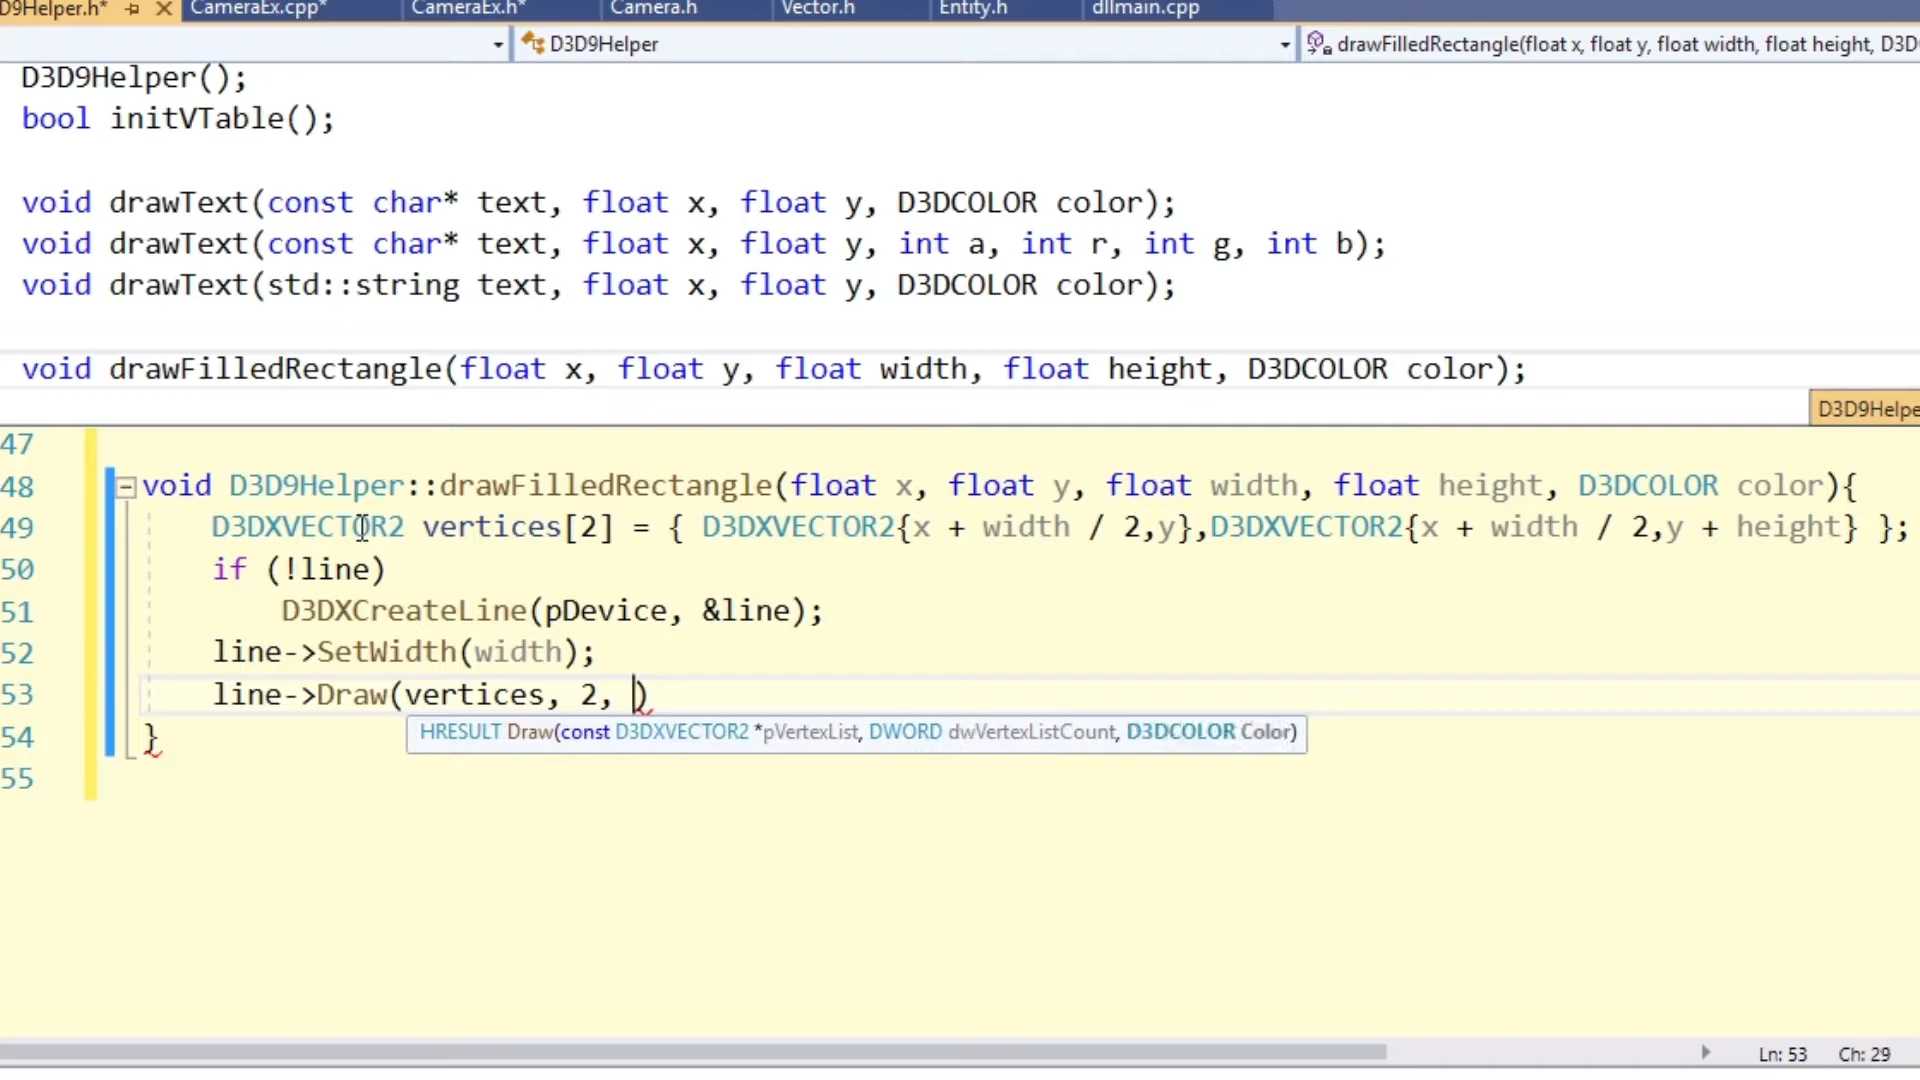 D9Helper.h* CameraEx.cpp* CameraEx.h* Camera.h Vector.h Entity.h dllmain.cpp
D3D9Helper drawFilledRectangle(float x, float y, float width, float height, D3D
D3D9Helper();
bool initVTable();
void drawText(const char* text, float x, float y, D3DCOLOR color);
void drawText(const char* text, float x, float y, int a, int r, int g, int b);
void drawText(std::string text, float x, float y, D3DCOLOR color);
void drawFilledRectangle(float x, float y, float width, float height, D3DCOLOR color);
D3D9Helpe
47
48 void D3D9Helper::drawFilledRectangle(float x, float y, float width, float height, D3DCOLOR color){
49 D3DXVECTOR2 vertices[2] = { D3DXVECTOR2{x + width / 2,y},D3DXVECTOR2{x + width / 2,y + height} };
50 if (!line)
51 D3DXCreateLine(pDevice, &line);
52 line->SetWidth(width);
53 line->Draw(vertices, 2, )
HRESULT Draw(const D3DXVECTOR2 *pVertexList, DWORD dwVertexListCount, D3DCOLOR Color)
54 }
55
Ln: 53 Ch: 29